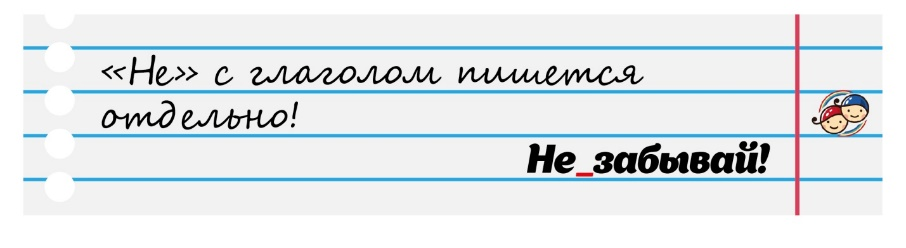 «Не» с глаголом пишется
отдельно!
Не_забывай!